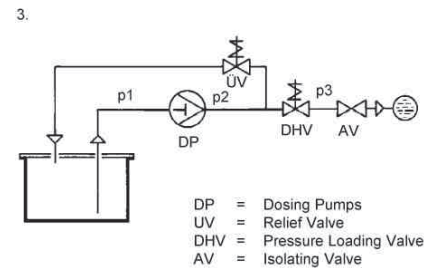 3.
ÜV
p1
p2
p3
DP
DHV
AV
DP = Dosing Pumps
UV = Relief Valve
DHV = Pressure Loading Valve
AV = Isolating Valve